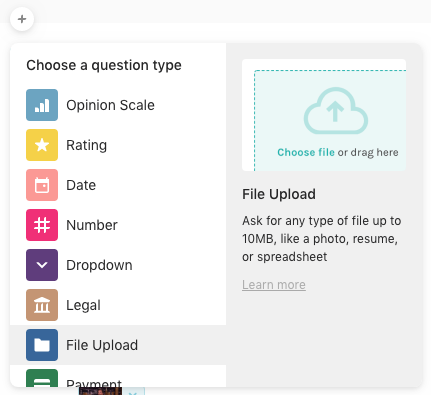 Choose a question type
Opinion Scale
Rating
Date
Number
Dropdown
Legal
File Upload
Payment
Choose file or drag here
File Upload
Ask for any type of file up to
10MB, like a photo, resume,
or spreadsheet
Learn more